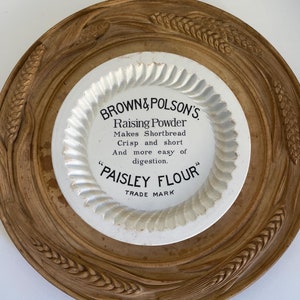 BROWN & POLSON'S.
Raising Powder
Makes Shortbread
Crisp and short
And more easy of
digestion.
"PAISLEY FLOUR"
TRADE MARK